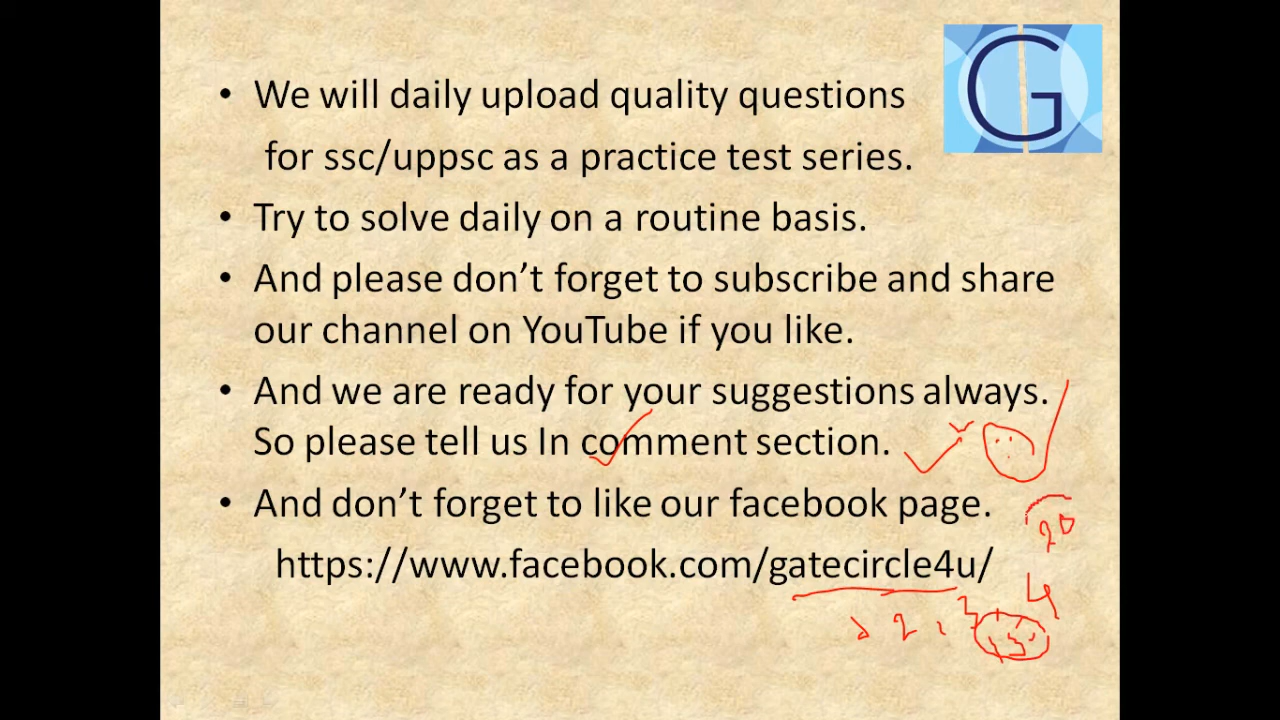 G
• We will daily upload quality questions
for ssc/uppsc as a practice test series.
• Try to solve daily on a routine basis.
• And please don’t forget to subscribe and share
our channel on YouTube if you like.
• And we are ready for your suggestions always.
So please tell us In comment section.
• And don’t forget to like our facebook page.
https://www.facebook.com/gatecircle4u/
20
4
2